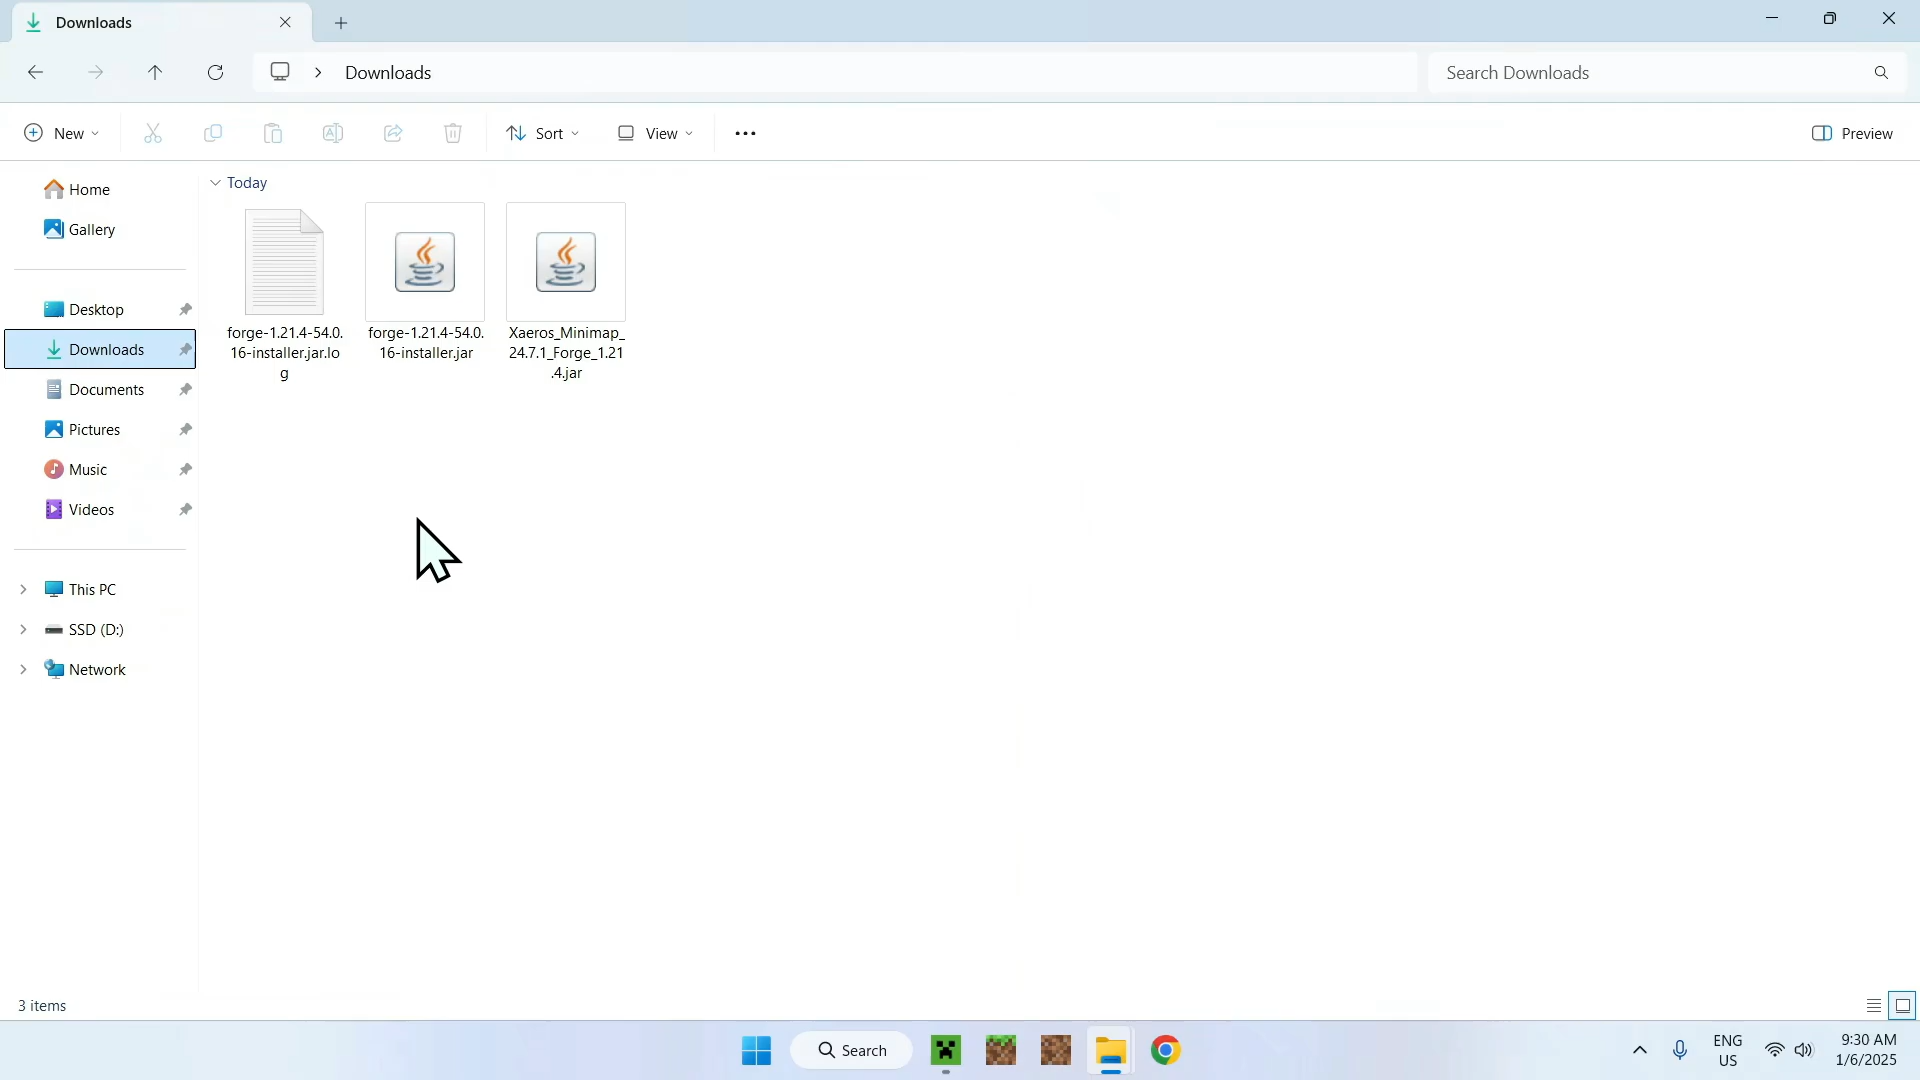 Downloads
Downloads
Search Downloads
New
Sort
View
Preview
Home
Gallery
Desktop
Downloads
Documents
Pictures
Music
Videos
This PC
SSD (D:)
Network
Today
forge-1.21.4-54.0.
16-installer.jar.lo
g
forge-1.21.4-54.0.
16-installer.jar
Xaeros_Minimap_
24.7.1_Forge_1.21
.4.jar
3 items
Search
ENG
US
9:30 AM
1/6/2025